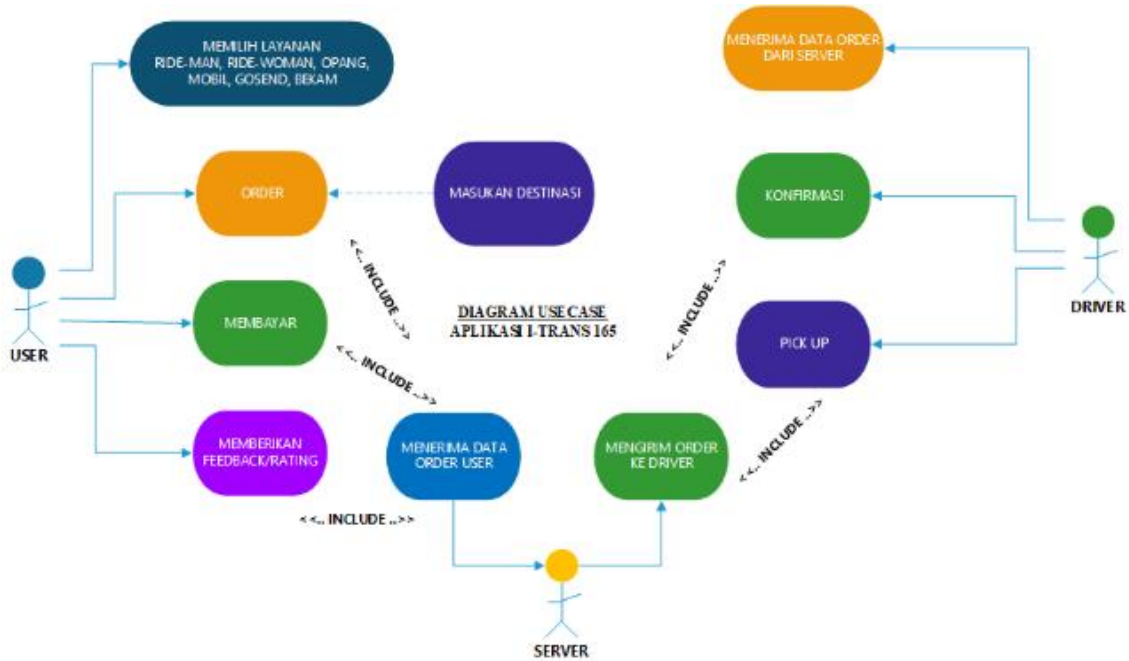 MEMILIH LAYANAN
RIDE-MAN, RIDE-WOMAN, OPANG,
MOBIL, GOSEND, BEKAM
MENERIMA DATA ORDER
DARI SERVER
ORDER
MASUKAN DESTINASI
KONFIRMASI
<<.. INCLUDE ..>>
<<.. INCLUDE ..>>
DIAGRAM USE CASE
APLIKASI I-TRANS 165
USER
DRIVER
MEMBAYAR
PICK UP
<<.. INCLUDE ..>>
<<.. INCLUDE ..>>
MEMBERIKAN
FEEDBACK/RATING
MENERIMA DATA
ORDER USER
MENGIRIM ORDER
KE DRIVER
<<.. INCLUDE ..>>
SERVER